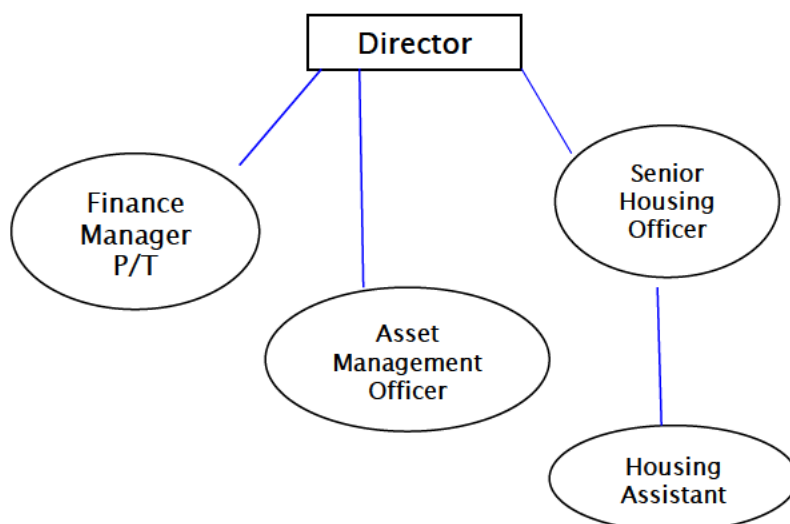 Director
Finance
Manager
P/T
Senior
Housing
Officer
Asset
Management
Officer
Housing
Assistant